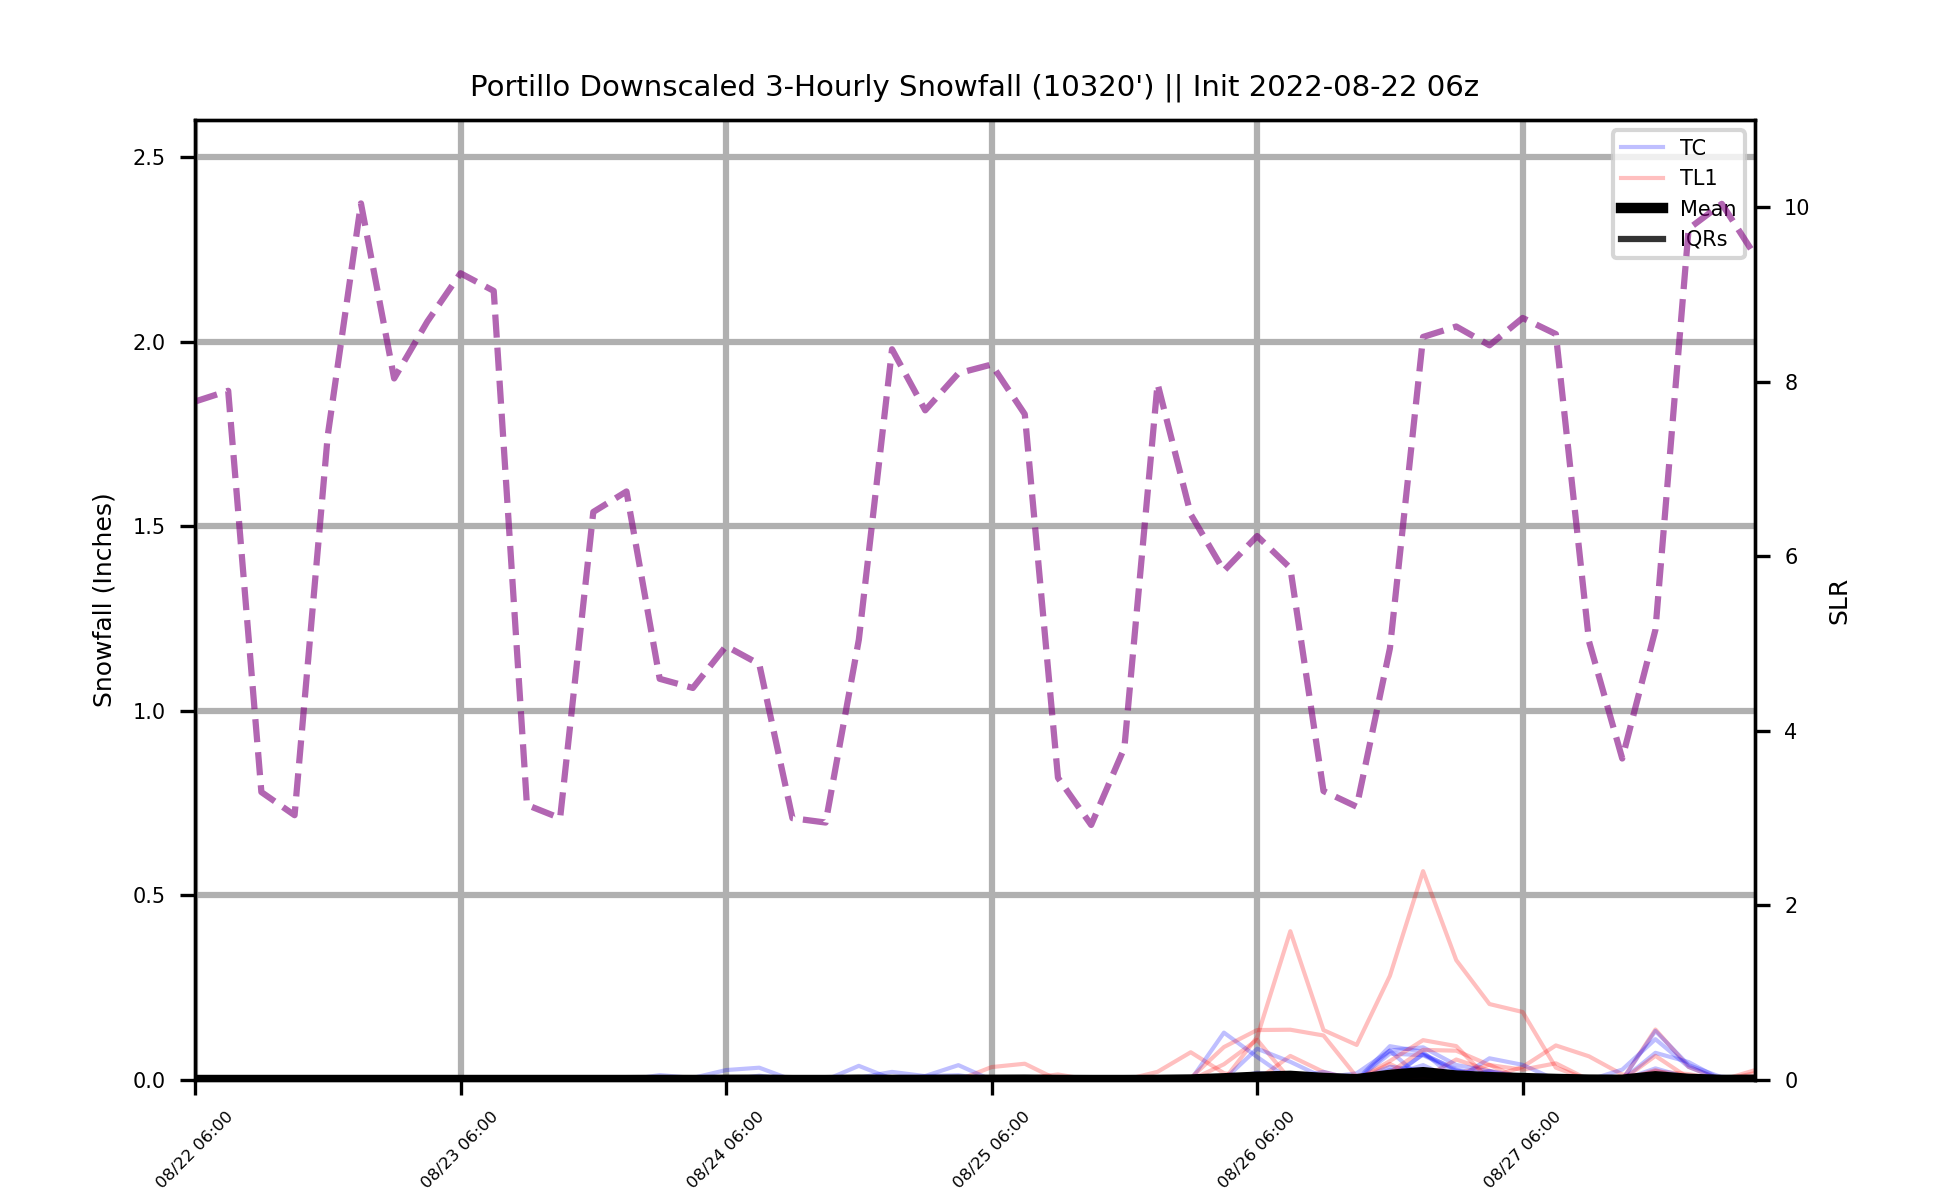 Portillo Downscaled 3-Hourly Snowfall (10320') || Init 2022-08-22 06z
TC
TL1
Mean
IQRs
2.5
2.0
1.5
1.0
0.5
0.0
Snowfall (Inches)
10
8
6
4
2
0
SLR
08/22 06:00
08/23 06:00
08/24 06:00
08/25 06:00
08/26 06:00
08/27 06:00